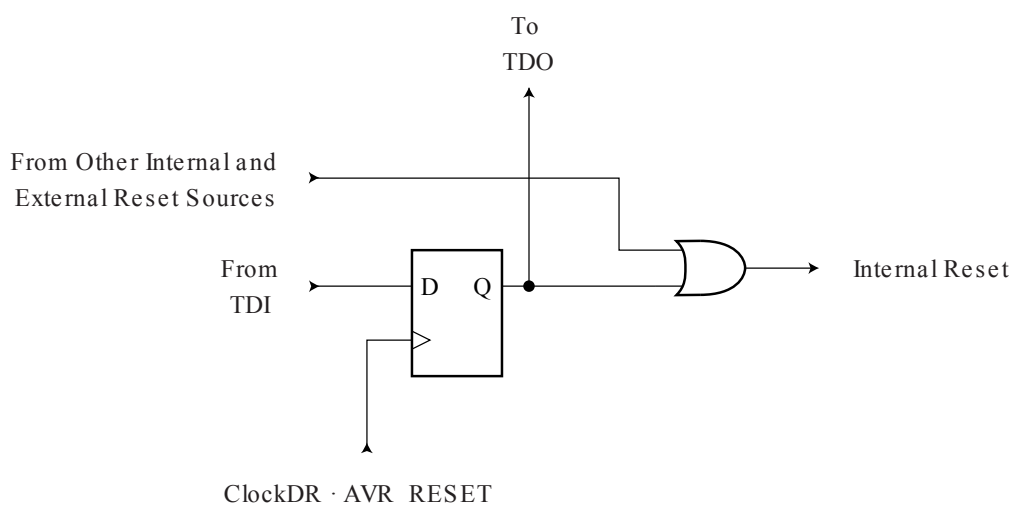 To
TDO
From Other Internal and
External Reset Sources
From
TDI
D
Q
Internal Reset
ClockDR · AVR RESET